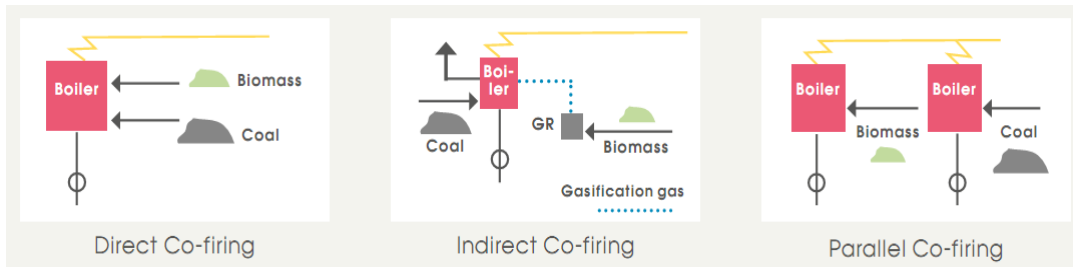 Boiler
Biomass
Coal
Direct Co-firing
Boi-
ler
Coal
GR
Biomass
Gasification gas
Indirect Co-firing
Boiler
Biomass
Boiler
Coal
Parallel Co-firing